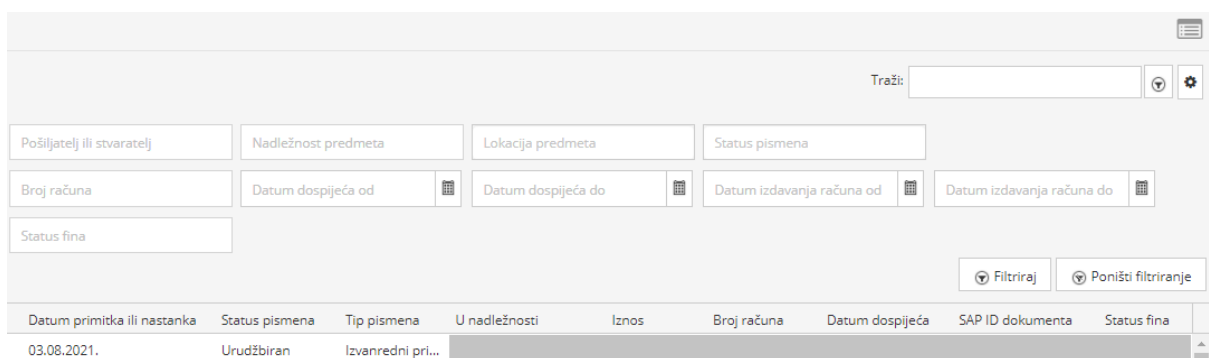 Traži:
Pošiljatelj ili stvaratelj Nadležnost predmeta Lokacija predmeta Status pismena
Broj računa Datum dospijeća od Datum dospijeća do Datum izdavanja računa od Datum izdavanja računa do
Status fina
Filtriraj Poništi filtriranje
Datum primitka ili nastanka Status pismena Tip pismena U nadležnosti Iznos Broj računa Datum dospijeća SAP ID dokumenta Status fina
03.08.2021. Urudžbiran Izvanredni pri...